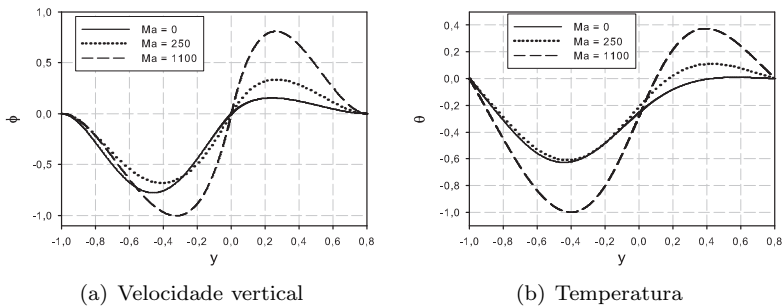 1,0
0,5
0,0
-0,5
-1,0
ϕ
Ma = 0
Ma = 250
Ma = 1100
-1,0 -0,8 -0,6 -0,4 -0,2 0,0 0,2 0,4 0,6 0,8
y
(a) Velocidade vertical
0,4
0,2
0,0
-0,2
-0,4
-0,6
-0,8
-1,0
θ
Ma = 0
Ma = 250
Ma = 1100
-1,0 -0,8 -0,6 -0,4 -0,2 0,0 0,2 0,4 0,6 0,8
y
(b) Temperatura